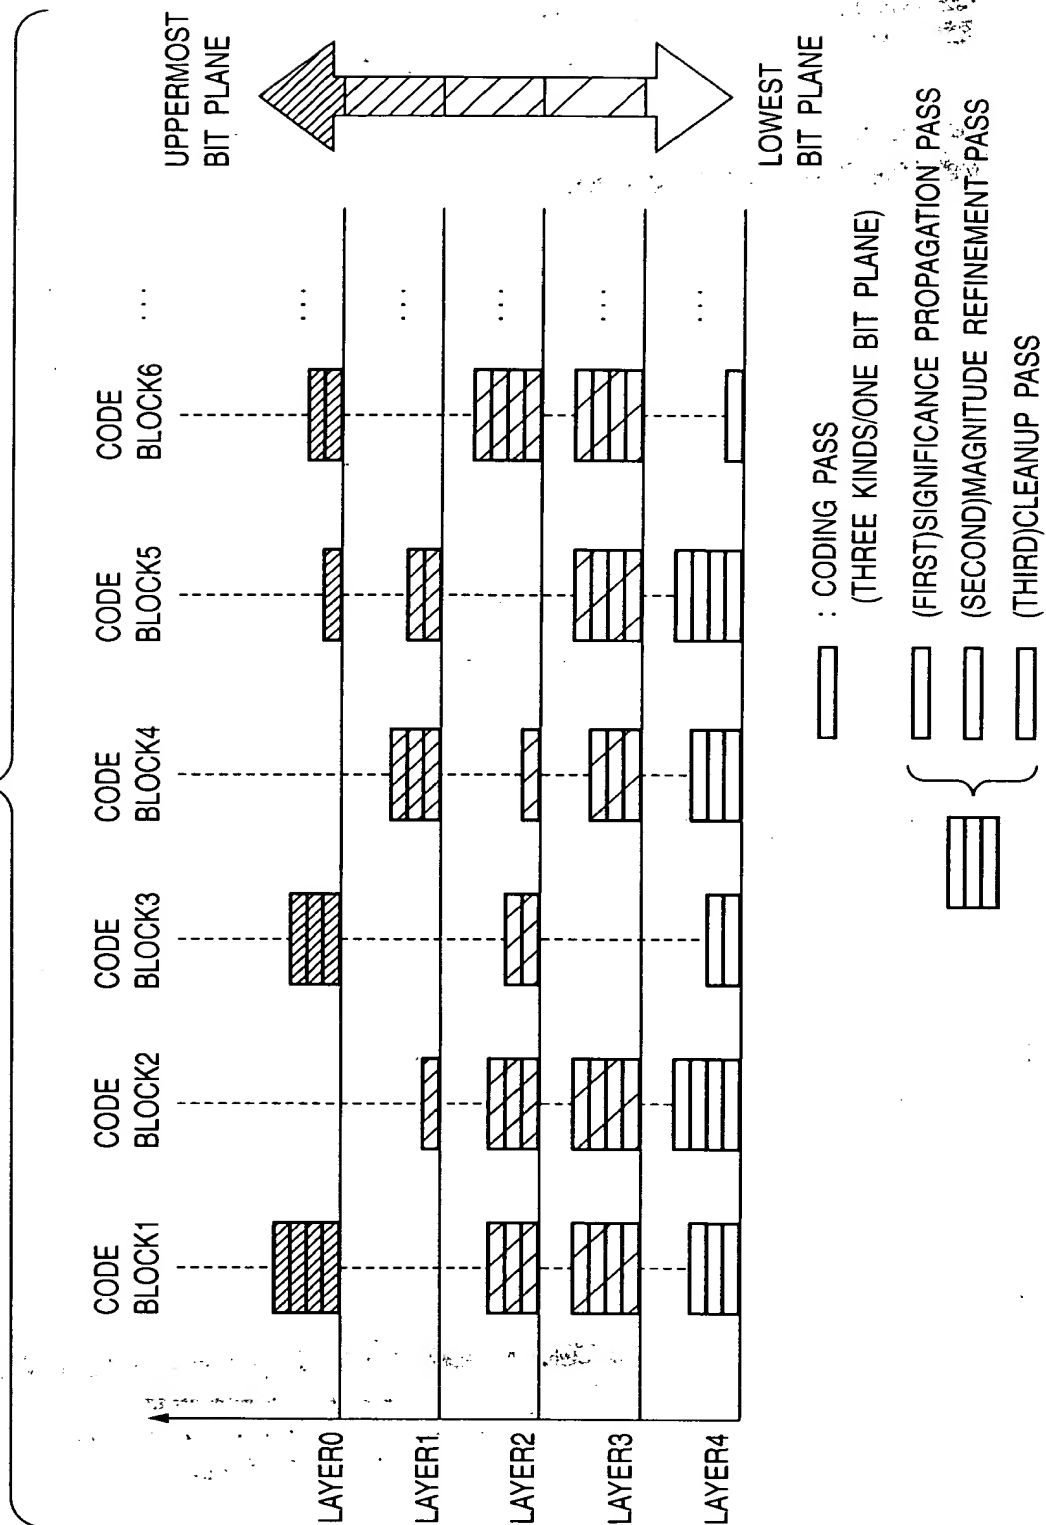 CODE
BLOCK1
CODE
BLOCK2
CODE
BLOCK3
CODE
BLOCK4
CODE
BLOCK5
CODE
BLOCK6
...
UPPERMOST
BIT PLANE
LAYER0
...
LAYER1
...
LAYER2
...
LAYER3
...
LAYER4
...
LOWEST
BIT PLANE
: CODING PASS
(THREE KINDS/ONE BIT PLANE)
(FIRST)SIGNIFICANCE PROPAGATION PASS
(SECOND)MAGNITUDE REFINEMENT PASS
(THIRD)CLEANUP PASS